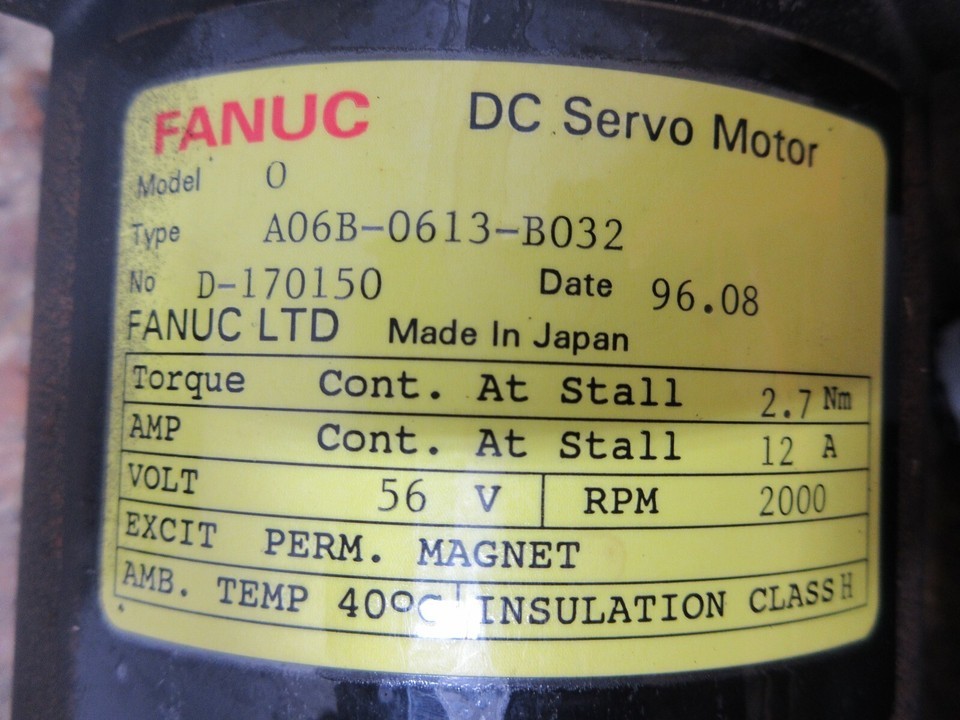 FANUC DC Servo Motor
Model 0
Type A06B-0613-B032
No D-170150 Date 96.08
FANUC LTD Made In Japan
Torque Cont. At Stall 2.7 Nm
AMP Cont. At Stall 12 A
VOLT 56 V RPM 2000
EXCIT PERM. MAGNET
AMB. TEMP 40ºC INSULATION CLASS H